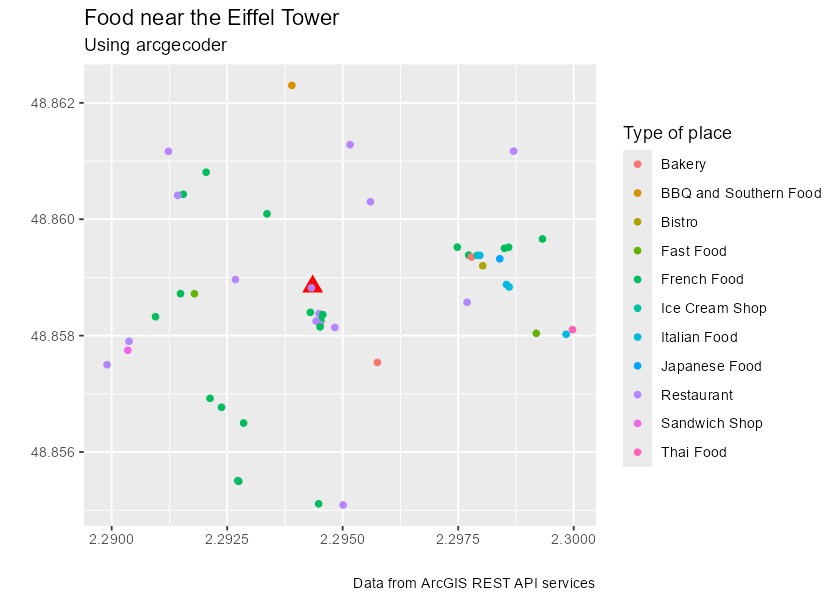 Food near the Eiffel Tower
Using arcgecoder
48.862
48.860
48.858
48.856
2.2900 2.2925 2.2950 2.2975 2.3000
Type of place
Bakery
BBQ and Southern Food
Bistro
Fast Food
French Food
Ice Cream Shop
Italian Food
Japanese Food
Restaurant
Sandwich Shop
Thai Food
Data from ArcGIS REST API services